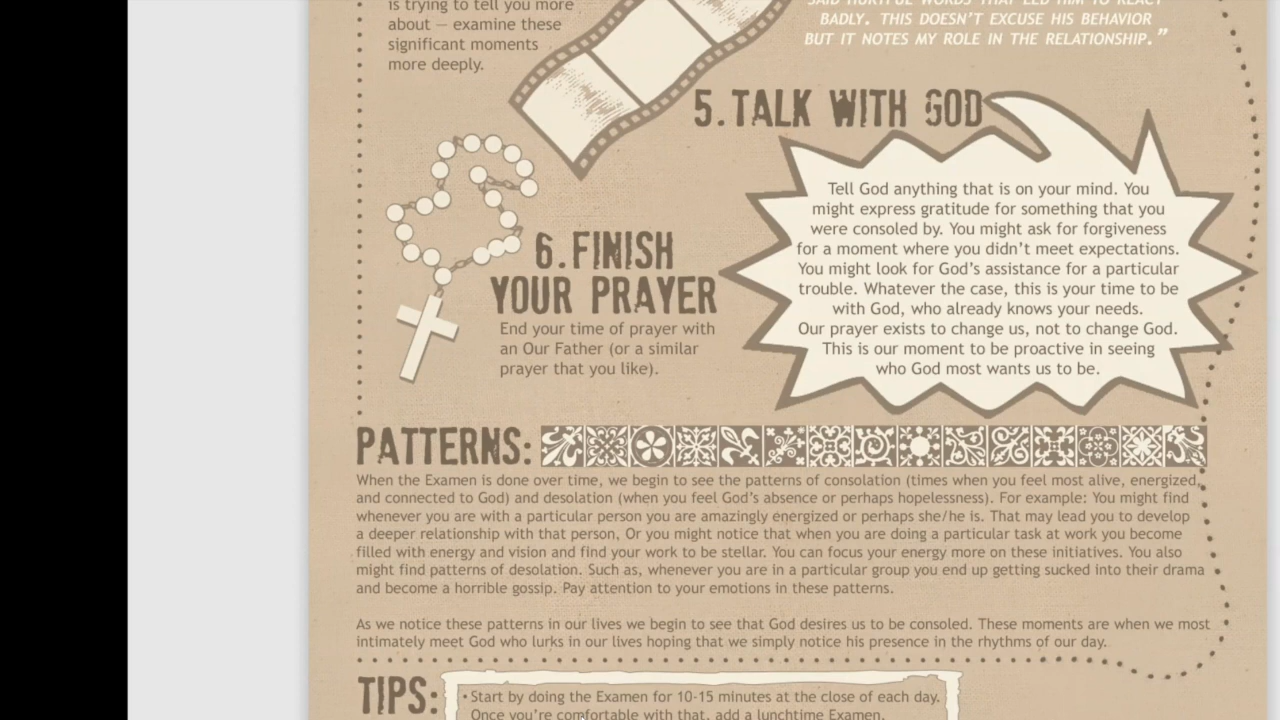 is trying to tell you more
about — examine these
significant moments
more deeply.
SAID HURTFUL WORDS THAT LED HIM TO REACT
BADLY. THIS DOESN'T EXCUSE HIS BEHAVIOR
BUT IT NOTES MY ROLE IN THE RELATIONSHIP."
5. TALK WITH GOD
Tell God anything that is on your mind. You
might express gratitude for something that you
were consoled by. You might ask for forgiveness
for a moment where you didn't meet expectations.
You might look for God's assistance for a particular
trouble. Whatever the case, this is your time to be
with God, who already knows your needs.
Our prayer exists to change us, not to change God.
This is our moment to be proactive in seeing
who God most wants us to be.
6. FINISH
YOUR PRAYER
End your time of prayer with
an Our Father (or a similar
prayer that you like).
PATTERNS:
When the Examen is done over time, we begin to see the patterns of consolation (times when you feel most alive, energized,
and connected to God) and desolation (when you feel God's absence or perhaps hopelessness). For example: You might find
whenever you are with a particular person you are amazingly energized or perhaps she/he is. That may lead you to develop
a deeper relationship with that person, Or you might notice that when you are doing a particular task at work you become
filled with energy and vision and find your work to be stellar. You can focus your energy more on these initiatives. You also
might find patterns of desolation. Such as, whenever you are in a particular group you end up getting sucked into their drama
and become a horrible gossip. Pay attention to your emotions in these patterns.
As we notice these patterns in our lives we begin to see that God desires us to be consoled. These moments are when we most
intimately meet God who lurks in our lives hoping that we simply notice his presence in the rhythms of our day.
TIPS:
• Start by doing the Examen for 10-15 minutes at the close of each day.
Once you're comfortable with that, add a lunchtime Examen.